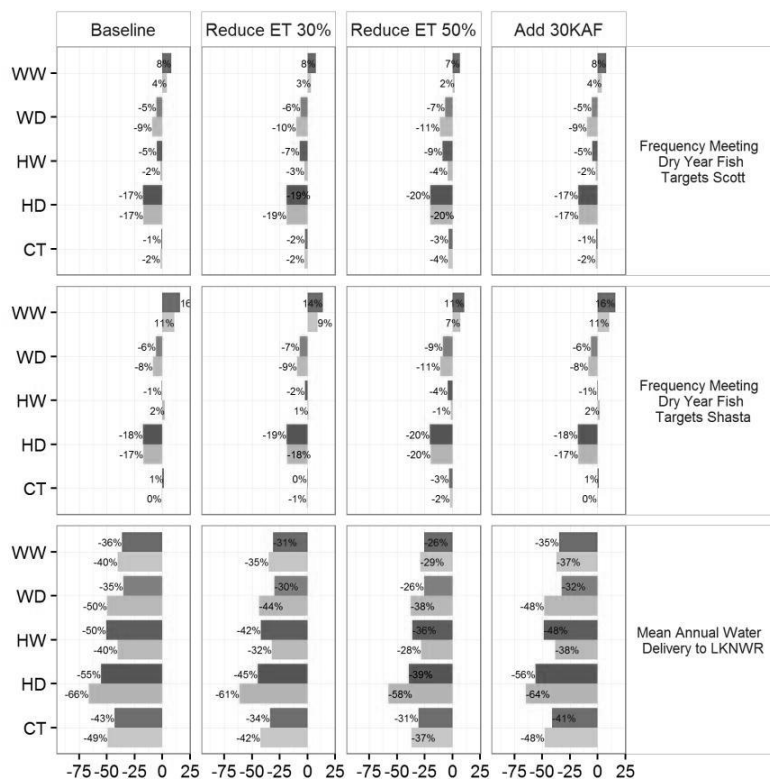 Baseline Reduce ET 30% Reduce ET 50% Add 30KAF
WW 8% 8% 7% 8%
4% 3% 2% 4%
WD -5% -6% -7% -5%
-9% -10% -11% -9%
HW -5% -7% -9% -5%
-2% -3% -4% -2%
HD -17% -19% -20% -17%
-17% -19% -20% -17%
CT -1% -2% -3% -1%
-2% -2% -4% -2%
Frequency Meeting
Dry Year Fish
Targets Scott
WW 16 14% 11% 16%
11% 9% 7% 11%
WD -6% -7% -9% -6%
-8% -9% -11% -8%
HW -1% -2% -4% -1%
2% 1% -1% 2%
HD -18% -19% -20% -18%
-17% -18% -20% -17%
CT 1% 0% -3% 1%
0% -1% -2% 0%
Frequency Meeting
Dry Year Fish
Targets Shasta
WW -36% -31% -26% -35%
-40% -35% -29% -37%
WD -35% -30% -26% -32%
-50% -44% -38% -48%
HW -50% -42% -36% -48%
-40% -32% -28% -38%
HD -55% -45% -39% -56%
-66% -61% -58% -64%
CT -43% -34% -31% -41%
-49% -42% -37% -48%
Mean Annual Water
Delivery to LKNWR
-75 -50 -25 0 25 -75 -50 -25 0 25 -75 -50 -25 0 25 -75 -50 -25 0 25